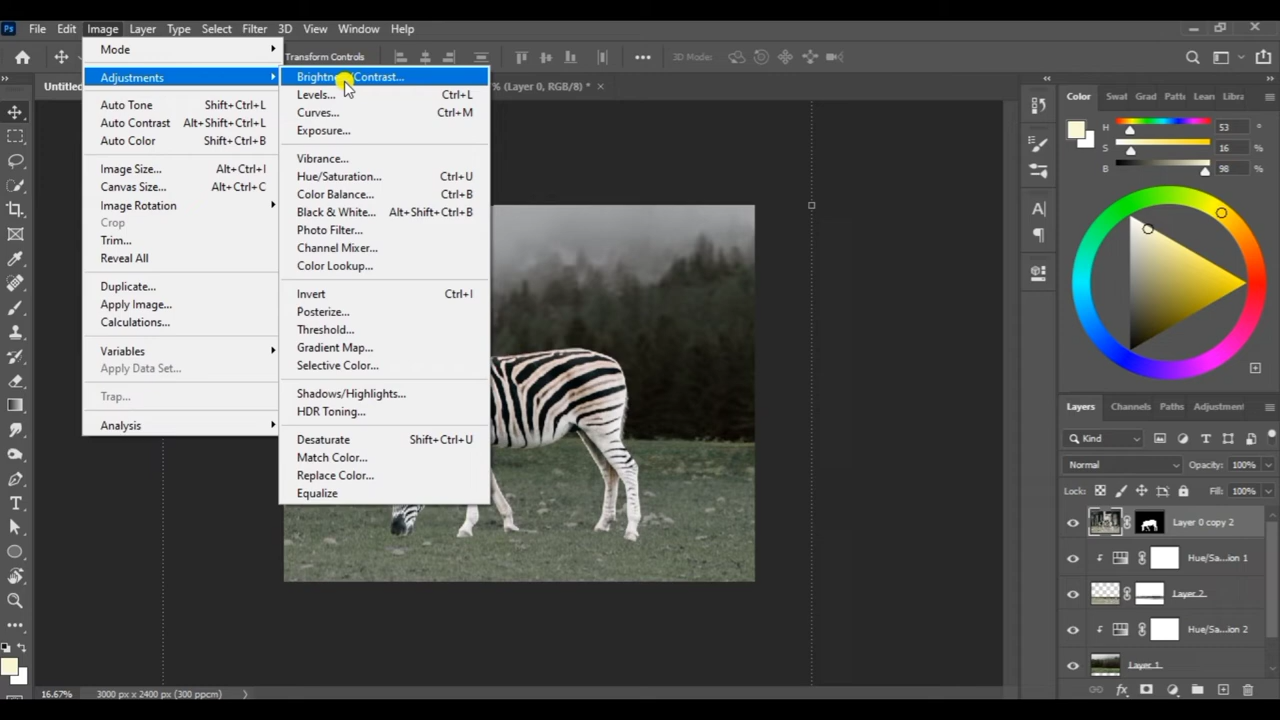 Ps File Edit Image Layer Type Select Filter 3D View Window Help
Transform Controls 3D Mode:
% (Layer 0, RGB/8) *
Mode
Adjustments
Auto Tone Shift+Ctrl+L
Auto Contrast Alt+Shift+Ctrl+L
Auto Color Shift+Ctrl+B
Image Size... Alt+Ctrl+I
Canvas Size... Alt+Ctrl+C
Image Rotation
Crop
Trim...
Reveal All
Duplicate...
Apply Image...
Calculations...
Variables
Apply Data Set...
Trap...
Analysis
Levels... Ctrl+L
Curves... Ctrl+M
Exposure...
Vibrance...
Hue/Saturation... Ctrl+U
Color Balance... Ctrl+B
Black & White... Alt+Shift+Ctrl+B
Photo Filter...
Channel Mixer...
Color Lookup...
Invert Ctrl+I
Posterize...
Threshold...
Gradient Map...
Selective Color...
Shadows/Highlights...
HDR Toning...
Desaturate Shift+Ctrl+U
Match Color...
Replace Color...
Equalize
Color Swat Grad Patt Lear Libra
H 53
S 16 %
B 98 %
Layers Channels Paths Adjustment
Kind
Normal Opacity: 100%
Lock: Fill: 100%
Layer 0 copy 2
Hue/Sa...ion 1
Layer 2
Hue/Sa...ion 2
Layer 1
16.67% 3000 px x 2400 px (300 ppcm)